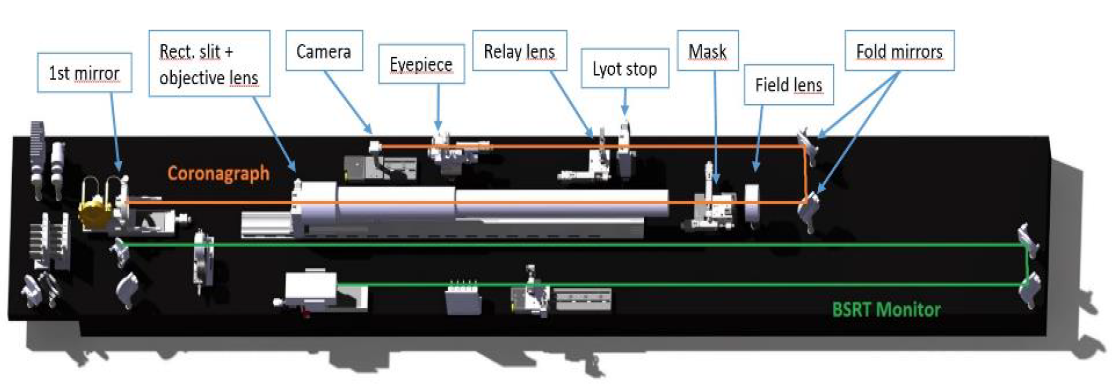 1st mirror
Rect. slit +
objective lens
Camera
Eyepiece
Relay lens
Lyot stop
Mask
Field lens
Fold mirrors
Coronagraph
BSRT Monitor